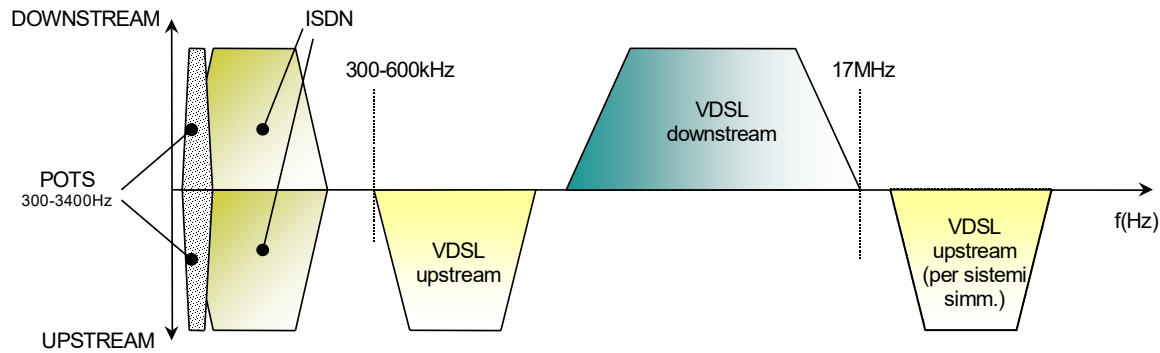 DOWNSTREAM
ISDN
300-600kHz
17MHz
VDSL
downstream
POTS
300-3400Hz
f(Hz)
VDSL
upstream
VDSL
upstream
(per sistemi
simm.)
UPSTREAM